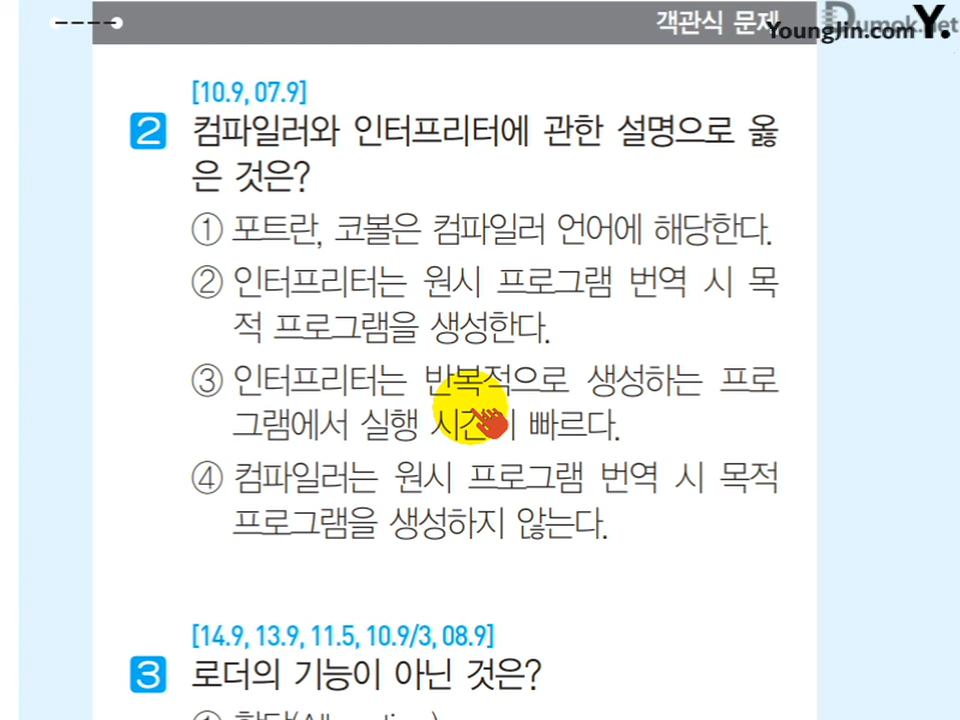 객관식 문제
Dumok.net
YoungJin.com Y.
[10.9, 07.9]
2 컴파일러와 인터프리터에 관한 설명으로 옳
은 것은?
① 포트란, 코볼은 컴파일러 언어에 해당한다.
② 인터프리터는 원시 프로그램 번역 시 목
적 프로그램을 생성한다.
③ 인터프리터는 반복적으로 생성하는 프로
그램에서 실행 시간이 빠르다.
④ 컴파일러는 원시 프로그램 번역 시 목적
프로그램을 생성하지 않는다.
[14.9, 13.9, 11.5, 10.9/3, 08.9]
3 로더의 기능이 아닌 것은?
① 할당(Allocation)